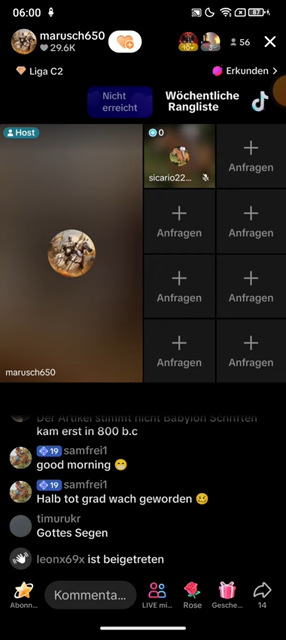 06:00
87
marusch650
29.6K
10
3
56
Liga C2
Erkunden
Nicht erreicht
Wöchentliche Rangliste
Host
0
sicario22...
Anfragen
Anfragen
Anfragen
Anfragen
Anfragen
Anfragen
Anfragen
marusch650
Der Artikel stimmt nicht Babylon Schriften
kam erst in 800 b.c
19 samfrei1
good morning 😁
19 samfrei1
Halb tot grad wach geworden 🥴
timurukr
Gottes Segen
leonx69x ist beigetreten
Abonn...
Kommenta...
LIVE mi...
Rose
Gesche...
14